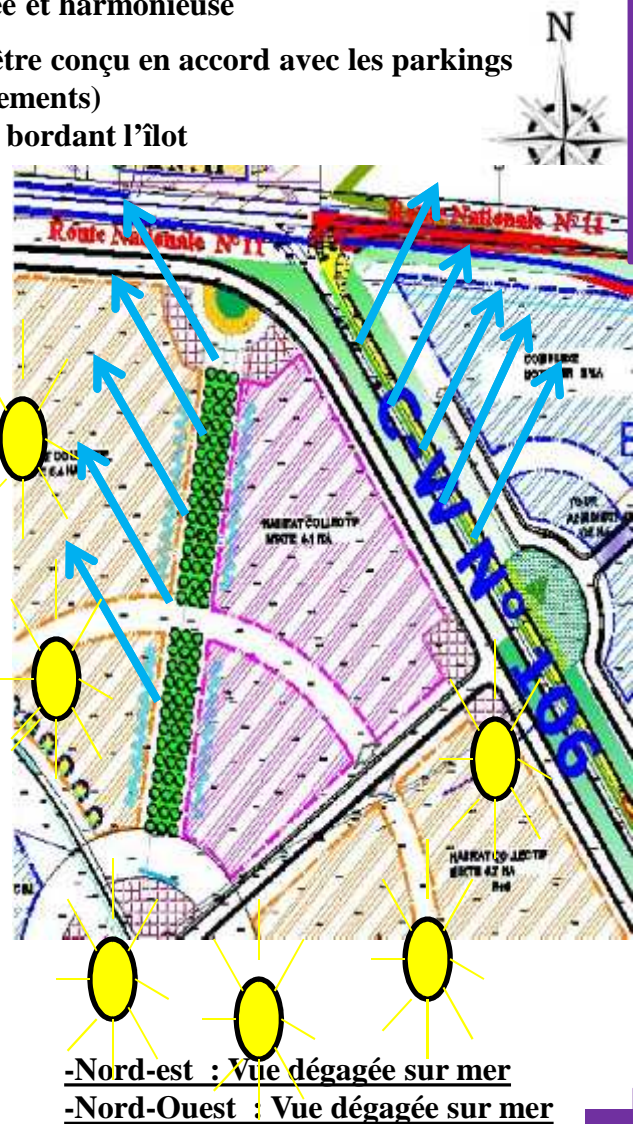 ée et harmonieuse
être conçu en accord avec les parkings
ements)
bordant l'îlot
N
Route Nationale N°11
Route Nationale N°11
C-W N° 106
HABITAT COLLECTIF
MIXTE 4.1 HA
HABITAT COLLECTIF
MIXTE 4.2 HA
-Nord-est : Vue dégagée sur mer
-Nord-Ouest : Vue dégagée sur mer